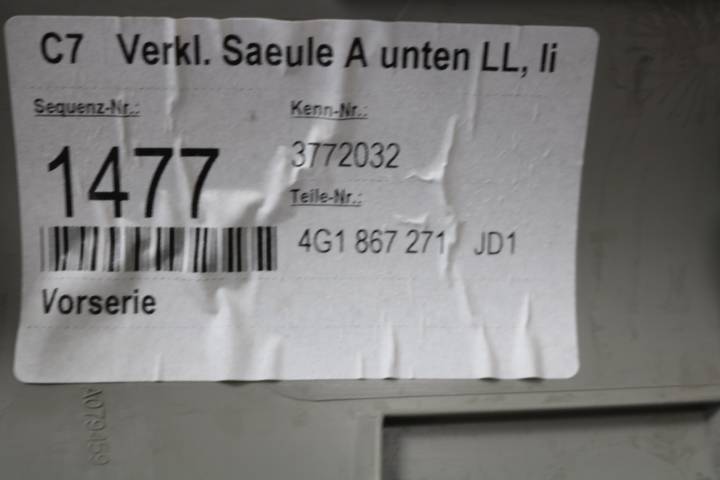 C7 Verkl. Saeule A unten LL, li
Sequenz-Nr.:
1477
Kenn-Nr.:
3772032
Teile-Nr.:
4G1 867 271 JD1
Vorserie
A079459